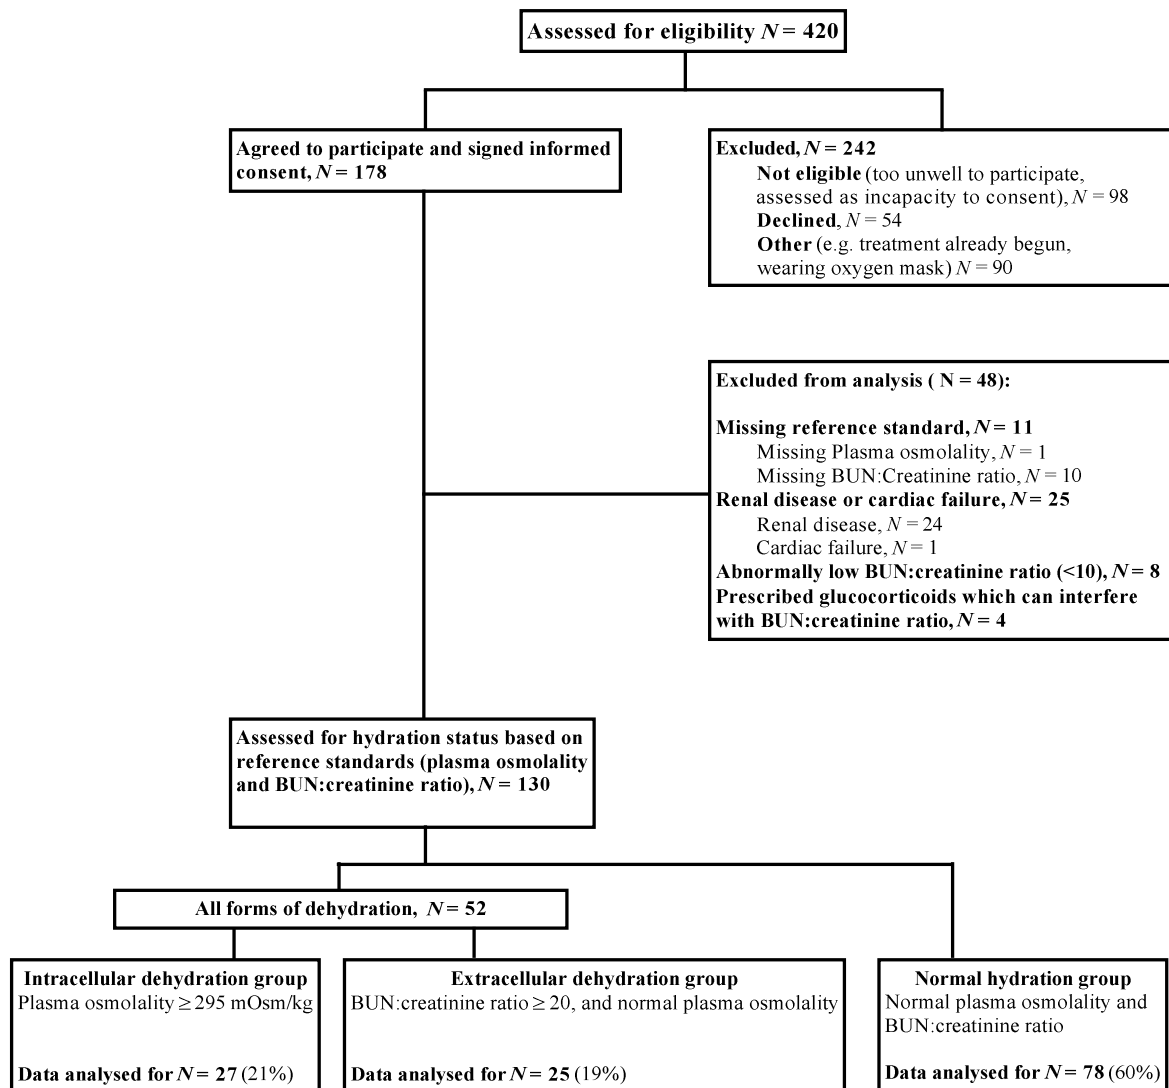 Assessed for eligibility N = 420
Agreed to participate and signed informed
consent, N = 178
Excluded, N = 242
Not eligible (too unwell to participate,
assessed as incapacity to consent), N = 98
Declined, N = 54
Other (e.g. treatment already begun,
wearing oxygen mask) N = 90
Excluded from analysis ( N = 48):
Missing reference standard, N = 11
Missing Plasma osmolality, N = 1
Missing BUN:Creatinine ratio, N = 10
Renal disease or cardiac failure, N = 25
Renal disease, N = 24
Cardiac failure, N = 1
Abnormally low BUN:creatinine ratio (<10), N = 8
Prescribed glucocorticoids which can interfere
with BUN:creatinine ratio, N = 4
Assessed for hydration status based on
reference standards (plasma osmolality
and BUN:creatinine ratio), N = 130
All forms of dehydration, N = 52
Intracellular dehydration group
Plasma osmolality ≥ 295 mOsm/kg
Data analysed for N = 27 (21%)
Extracellular dehydration group
BUN:creatinine ratio ≥ 20, and normal plasma osmolality
Data analysed for N = 25 (19%)
Normal hydration group
Normal plasma osmolality and
BUN:creatinine ratio
Data analysed for N = 78 (60%)